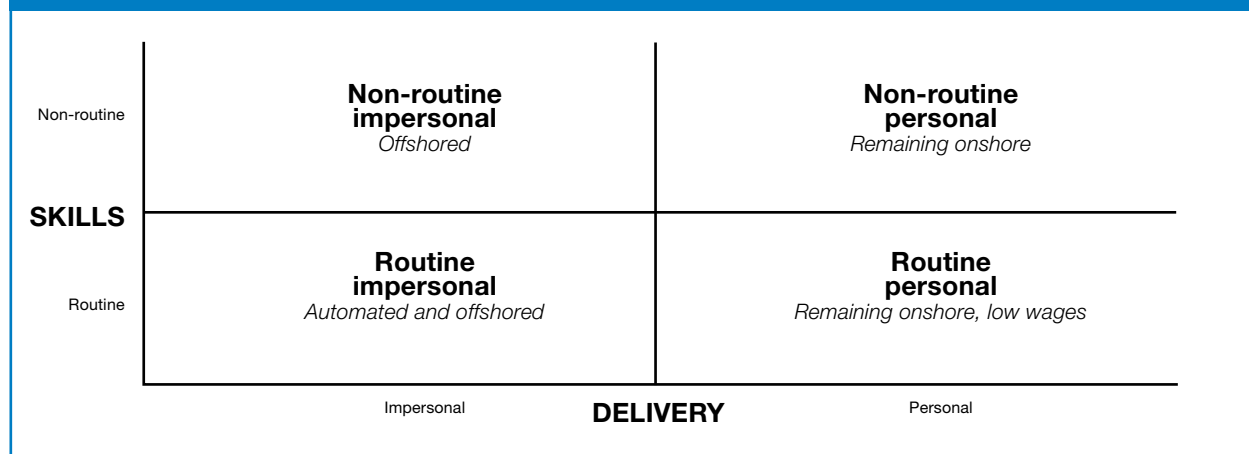 Non-routine
Non-routine
impersonal
Offshored
Non-routine
personal
Remaining onshore
SKILLS
Routine
Routine
impersonal
Automated and offshored
Routine
personal
Remaining onshore, low wages
Impersonal
DELIVERY
Personal